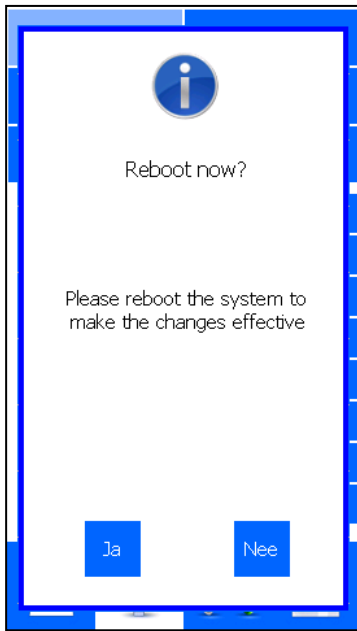 Reboot now?
Please reboot the system to
make the changes effective
Ja
Nee